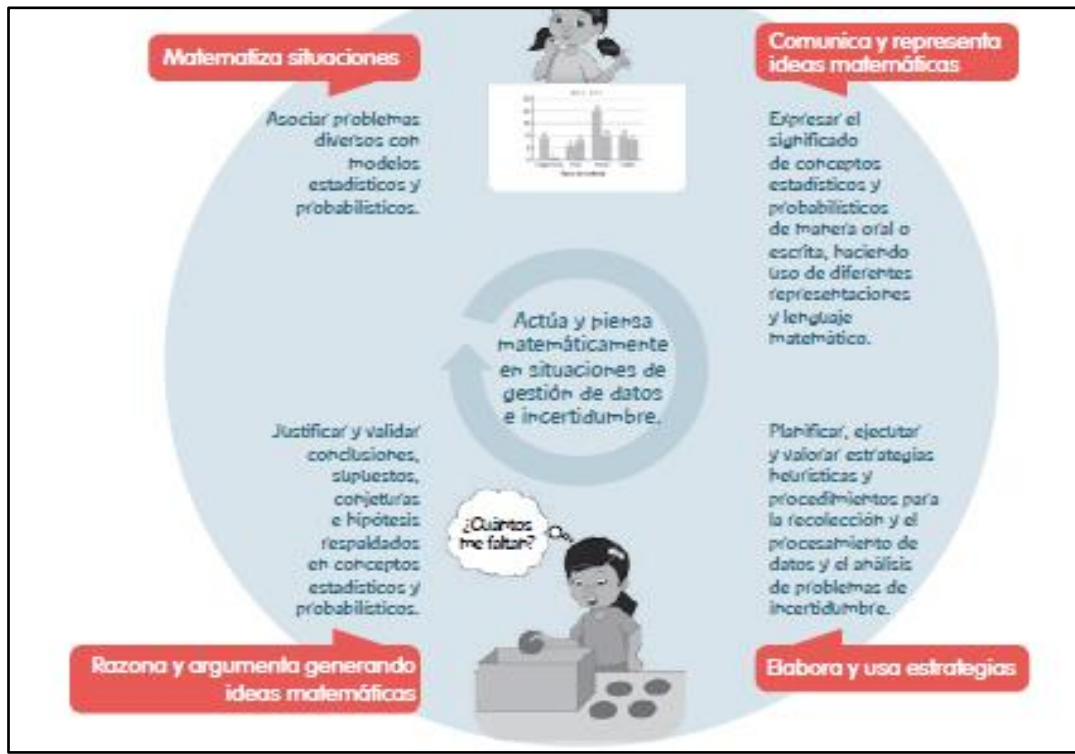 Matematiza situaciones
Asociar problemas
diversos con
modelos
estadísticos y
probabilísticos.
Comunica y representa
ideas matemáticas
Expresar el
significado
de conceptos
estadísticos y
probabilísticos
de manera oral o
escrita, haciendo
uso de diferentes
representaciones
y lenguaje
matemático.
Actúa y piensa
matemáticamente
en situaciones de
gestión de datos
e incertidumbre.
Justificar y validar
conclusiones,
supuestos,
conjeturas
e hipótesis
respaldados
en conceptos
estadísticos y
probabilísticos.
Razona y argumenta generando
ideas matemáticas
¿Cuántos
me faltan?
Planificar, ejecutar
y valorar estrategias
heurísticas y
procedimientos para
la recolección y el
procesamiento de
datos y el análisis
de problemas de
incertidumbre.
Elabora y usa estrategias